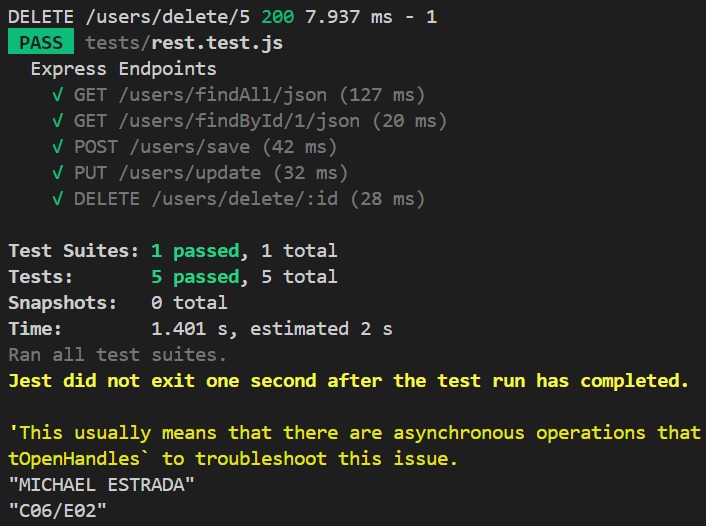 DELETE /users/delete/5 200 7.937 ms - 1
PASS tests/rest.test.js
Express Endpoints
√ GET /users/findAll/json (127 ms)
√ GET /users/findById/1/json (20 ms)
√ POST /users/save (42 ms)
√ PUT /users/update (32 ms)
√ DELETE /users/delete/:id (28 ms)
Test Suites: 1 passed, 1 total
Tests: 5 passed, 5 total
Snapshots: 0 total
Time: 1.401 s, estimated 2 s
Ran all test suites.
Jest did not exit one second after the test run has completed.
'This usually means that there are asynchronous operations that
tOpenHandles` to troubleshoot this issue.
"MICHAEL ESTRADA"
"C06/E02"